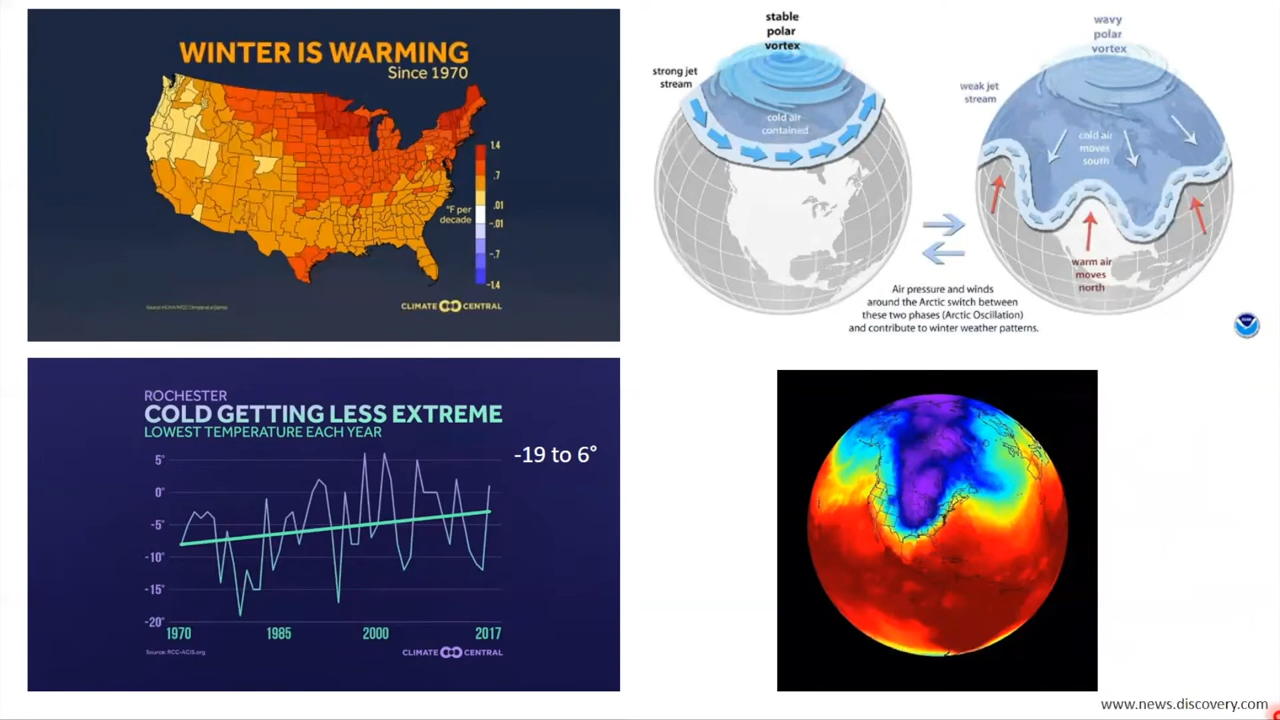 WINTER IS WARMING
Since 1970
1.4
.7
.01
-.01
-.7
-1.4
°F per
decade
CLIMATE CENTRAL
stable
polar
vortex
strong jet
stream
cold air
contained
wavy
polar
vortex
weak jet
stream
cold air
moves
south
warm air
moves
north
Air pressure and winds
around the Arctic switch between
these two phases (Arctic Oscillation)
and contribute to winter weather patterns.
ROCHESTER
COLD GETTING LESS EXTREME
LOWEST TEMPERATURE EACH YEAR
5°
0°
-5°
-10°
-15°
-20°
1970
1985
2000
2017
Source: RCC-ACIS.org
CLIMATE CENTRAL
-19 to 6°
www.news.discovery.com